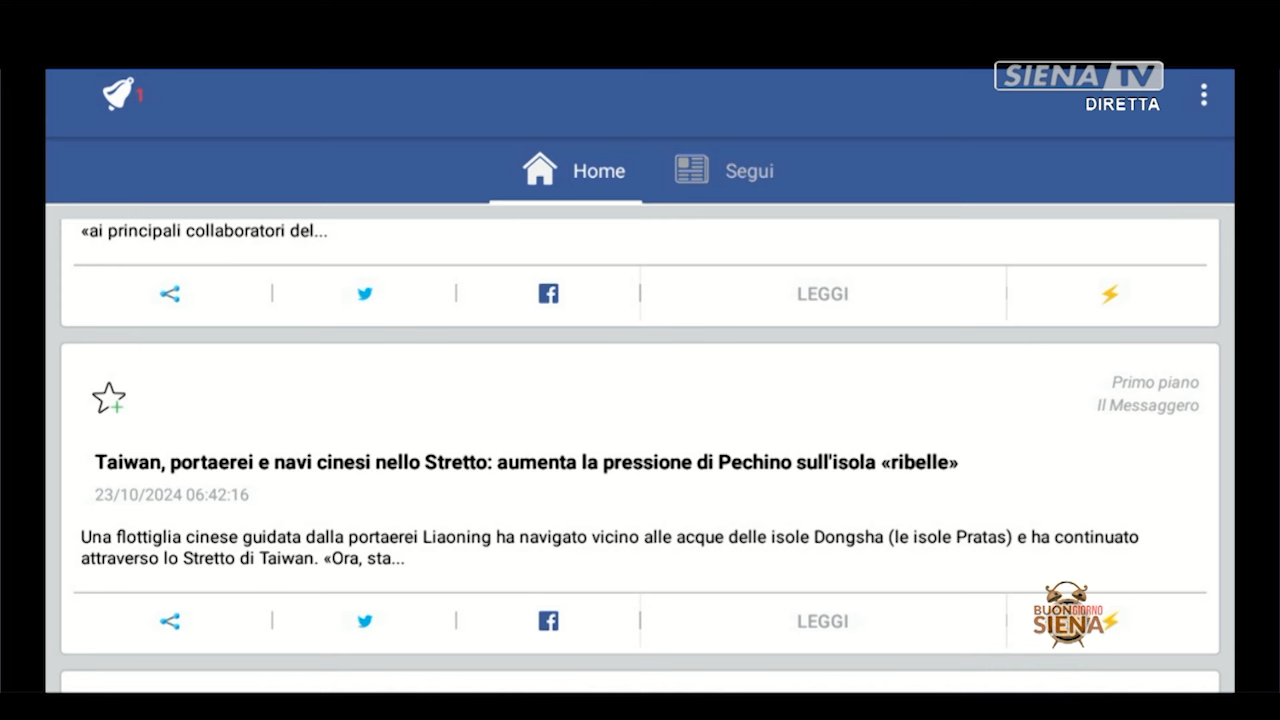 1
SIENA TV
DIRETTA
Home
Segui
«ai principali collaboratori del...
LEGGI
Primo piano
Il Messaggero
Taiwan, portaerei e navi cinesi nello Stretto: aumenta la pressione di Pechino sull'isola «ribelle»
23/10/2024 06:42:16
Una flottiglia cinese guidata dalla portaerei Liaoning ha navigato vicino alle acque delle isole Dongsha (le isole Pratas) e ha continuato
attraverso lo Stretto di Taiwan. «Ora, sta...
LEGGI
BUONGIORNO
SIENA